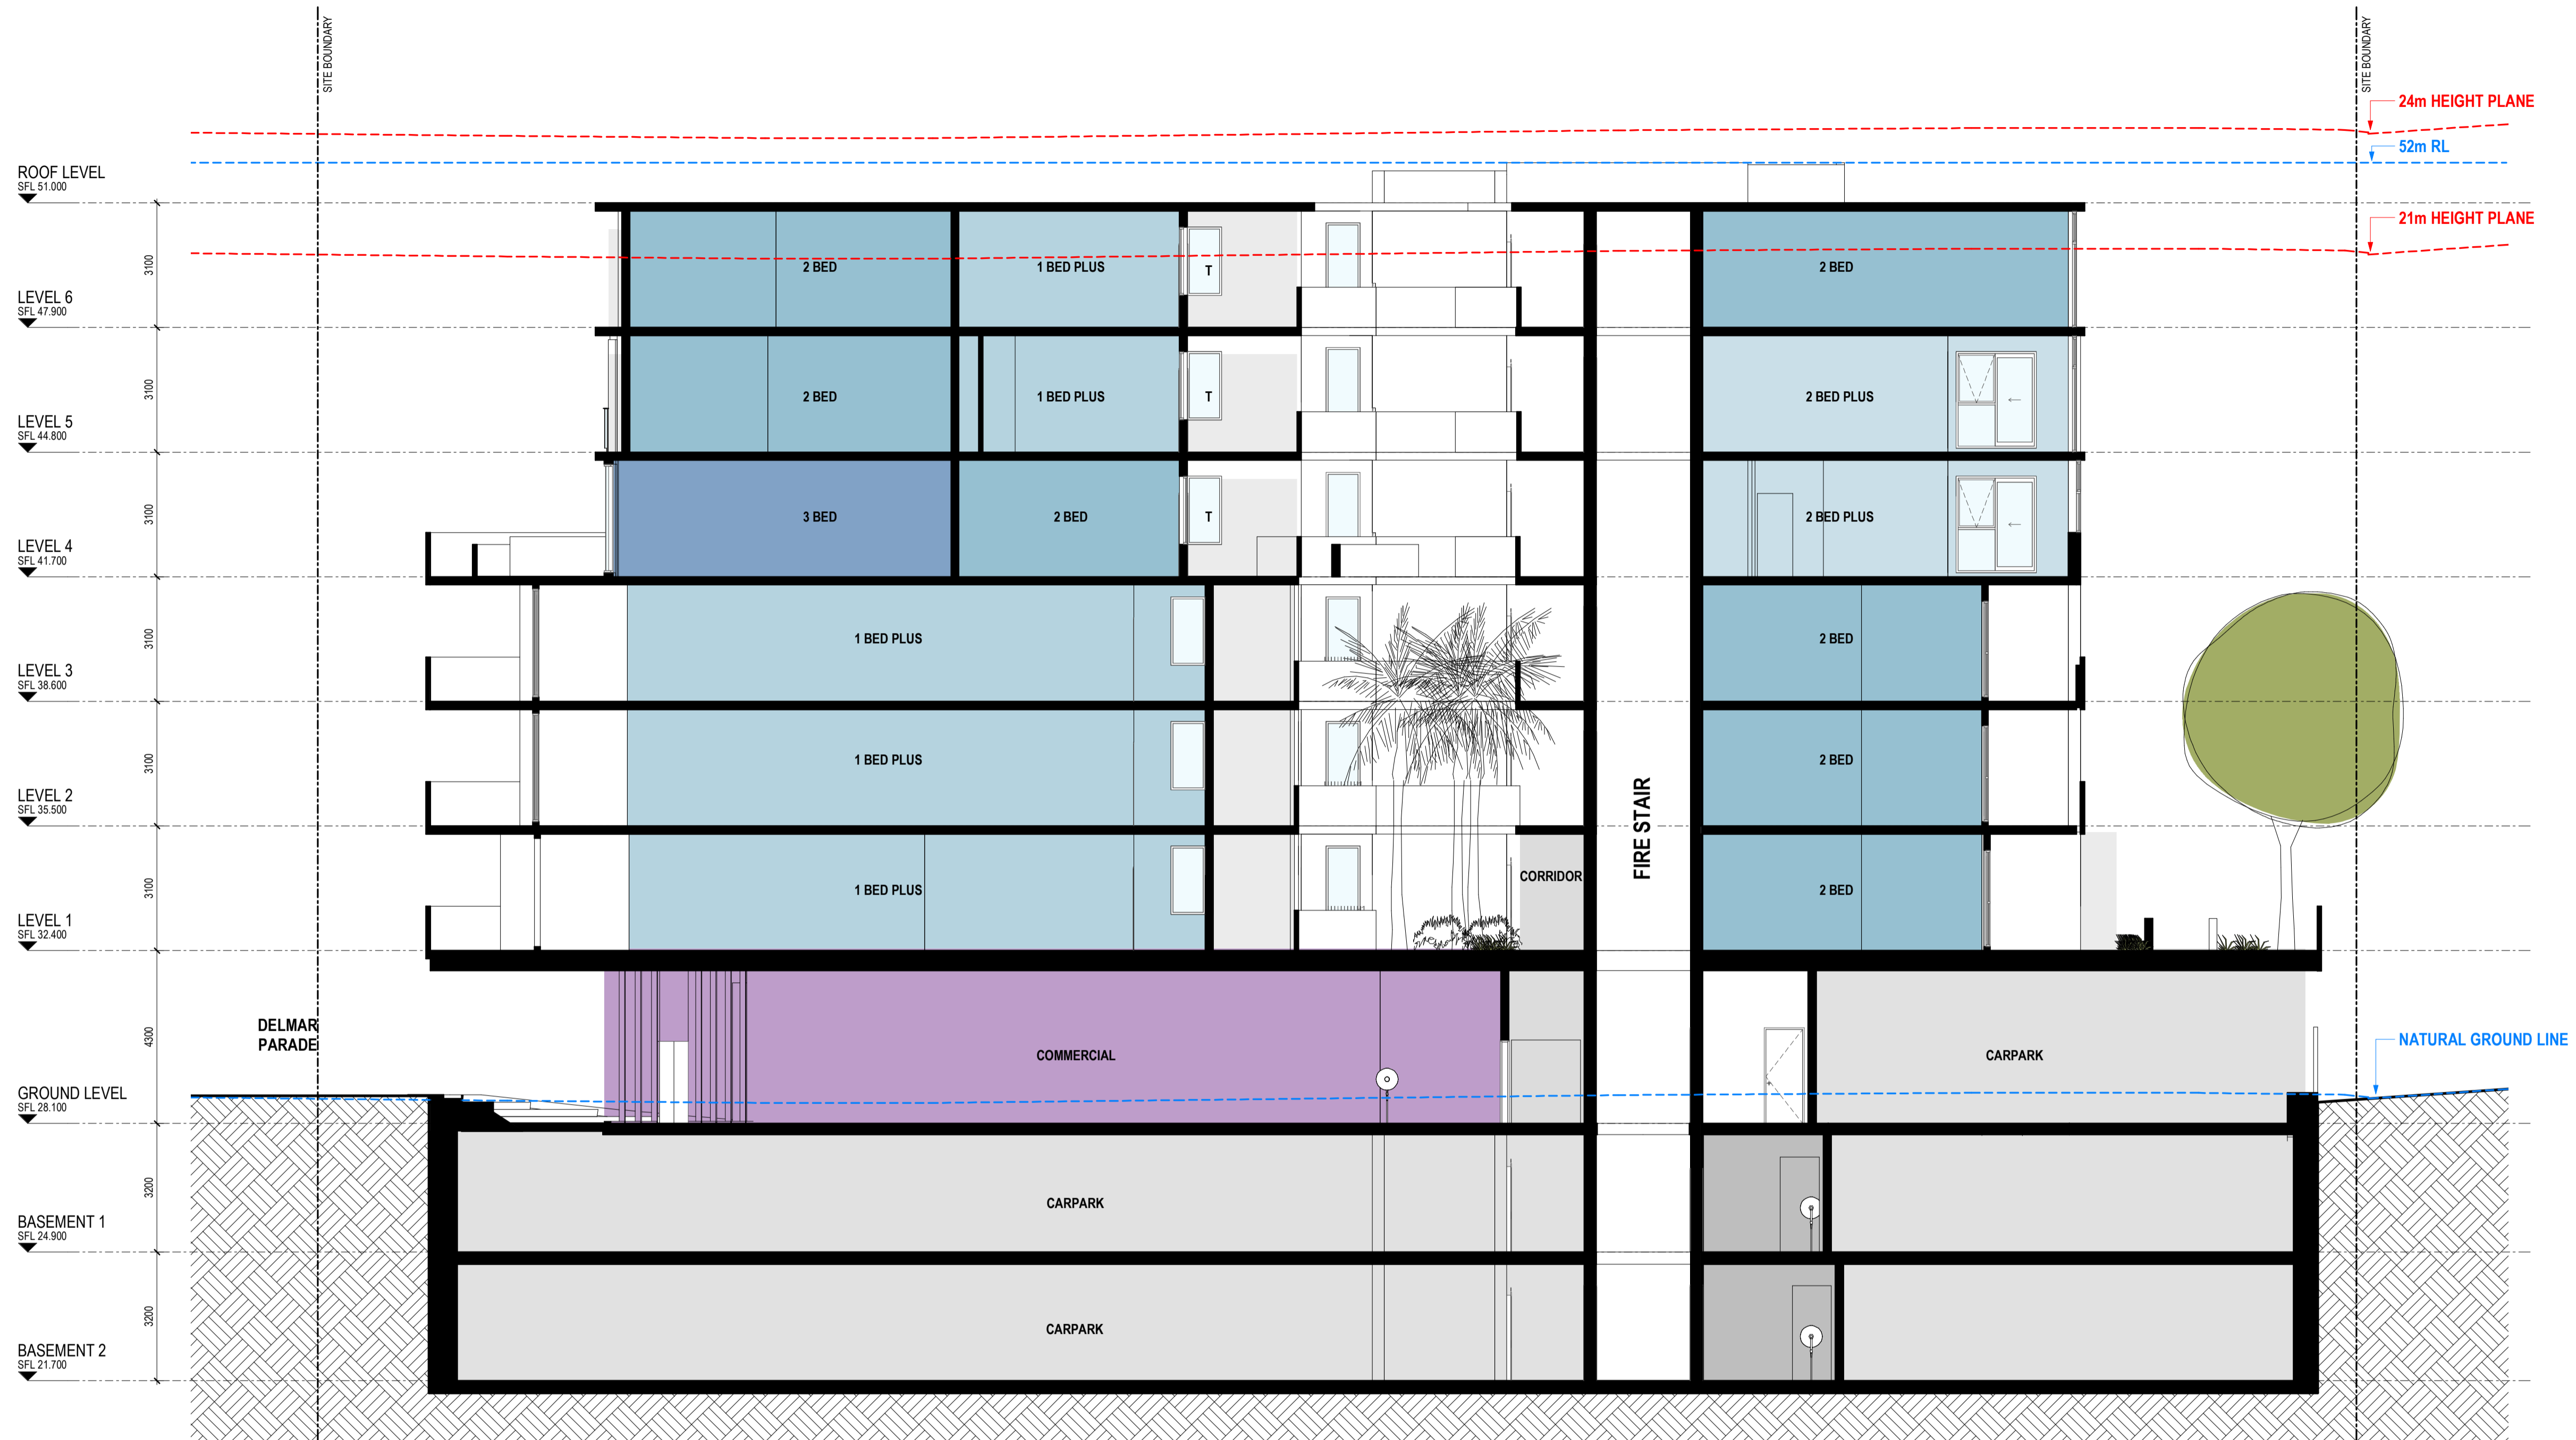 SITE BOUNDARY
SITE BOUNDARY
24m HEIGHT PLANE
52m RL
ROOF LEVEL
SFL 51.000
21m HEIGHT PLANE
3100
2 BED
1 BED PLUS
T
2 BED
LEVEL 6
SFL 47.900
3100
2 BED
1 BED PLUS
T
2 BED PLUS
LEVEL 5
SFL 44.800
3100
3 BED
2 BED
T
2 BED PLUS
LEVEL 4
SFL 41.700
3100
1 BED PLUS
2 BED
LEVEL 3
SFL 38.600
3100
1 BED PLUS
2 BED
LEVEL 2
SFL 35.500
FIRE STAIR
3100
1 BED PLUS
CORRIDOR
2 BED
LEVEL 1
SFL 32.400
DELMAR
PARADE
4300
COMMERCIAL
CARPARK
NATURAL GROUND LINE
GROUND LEVEL
SFL 28.100
3200
CARPARK
BASEMENT 1
SFL 24.900
3200
CARPARK
BASEMENT 2
SFL 21.700